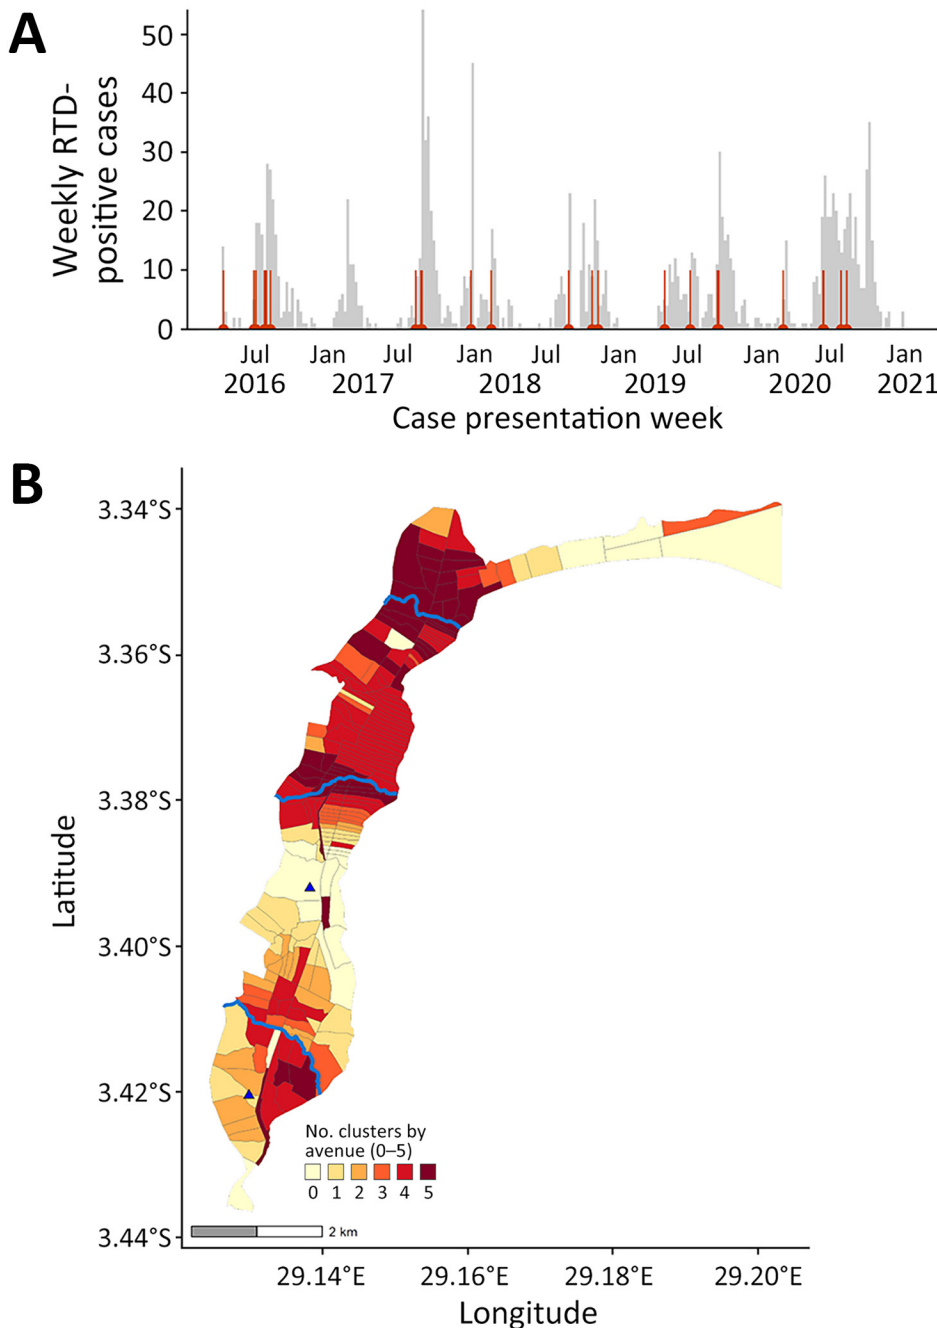 A
Weekly RTD-
positive cases
50
40
30
20
10
0
Jul Jan Jul Jan Jul Jan Jul Jan Jul Jan
2016 2017 2018 2019 2020 2021
Case presentation week
B
Latitude
3.34°S
3.36°S
3.38°S
3.40°S
3.42°S
3.44°S
No. clusters by
avenue (0–5)
0 1 2 3 4 5
2 km
29.14°E 29.16°E 29.18°E 29.20°E
Longitude